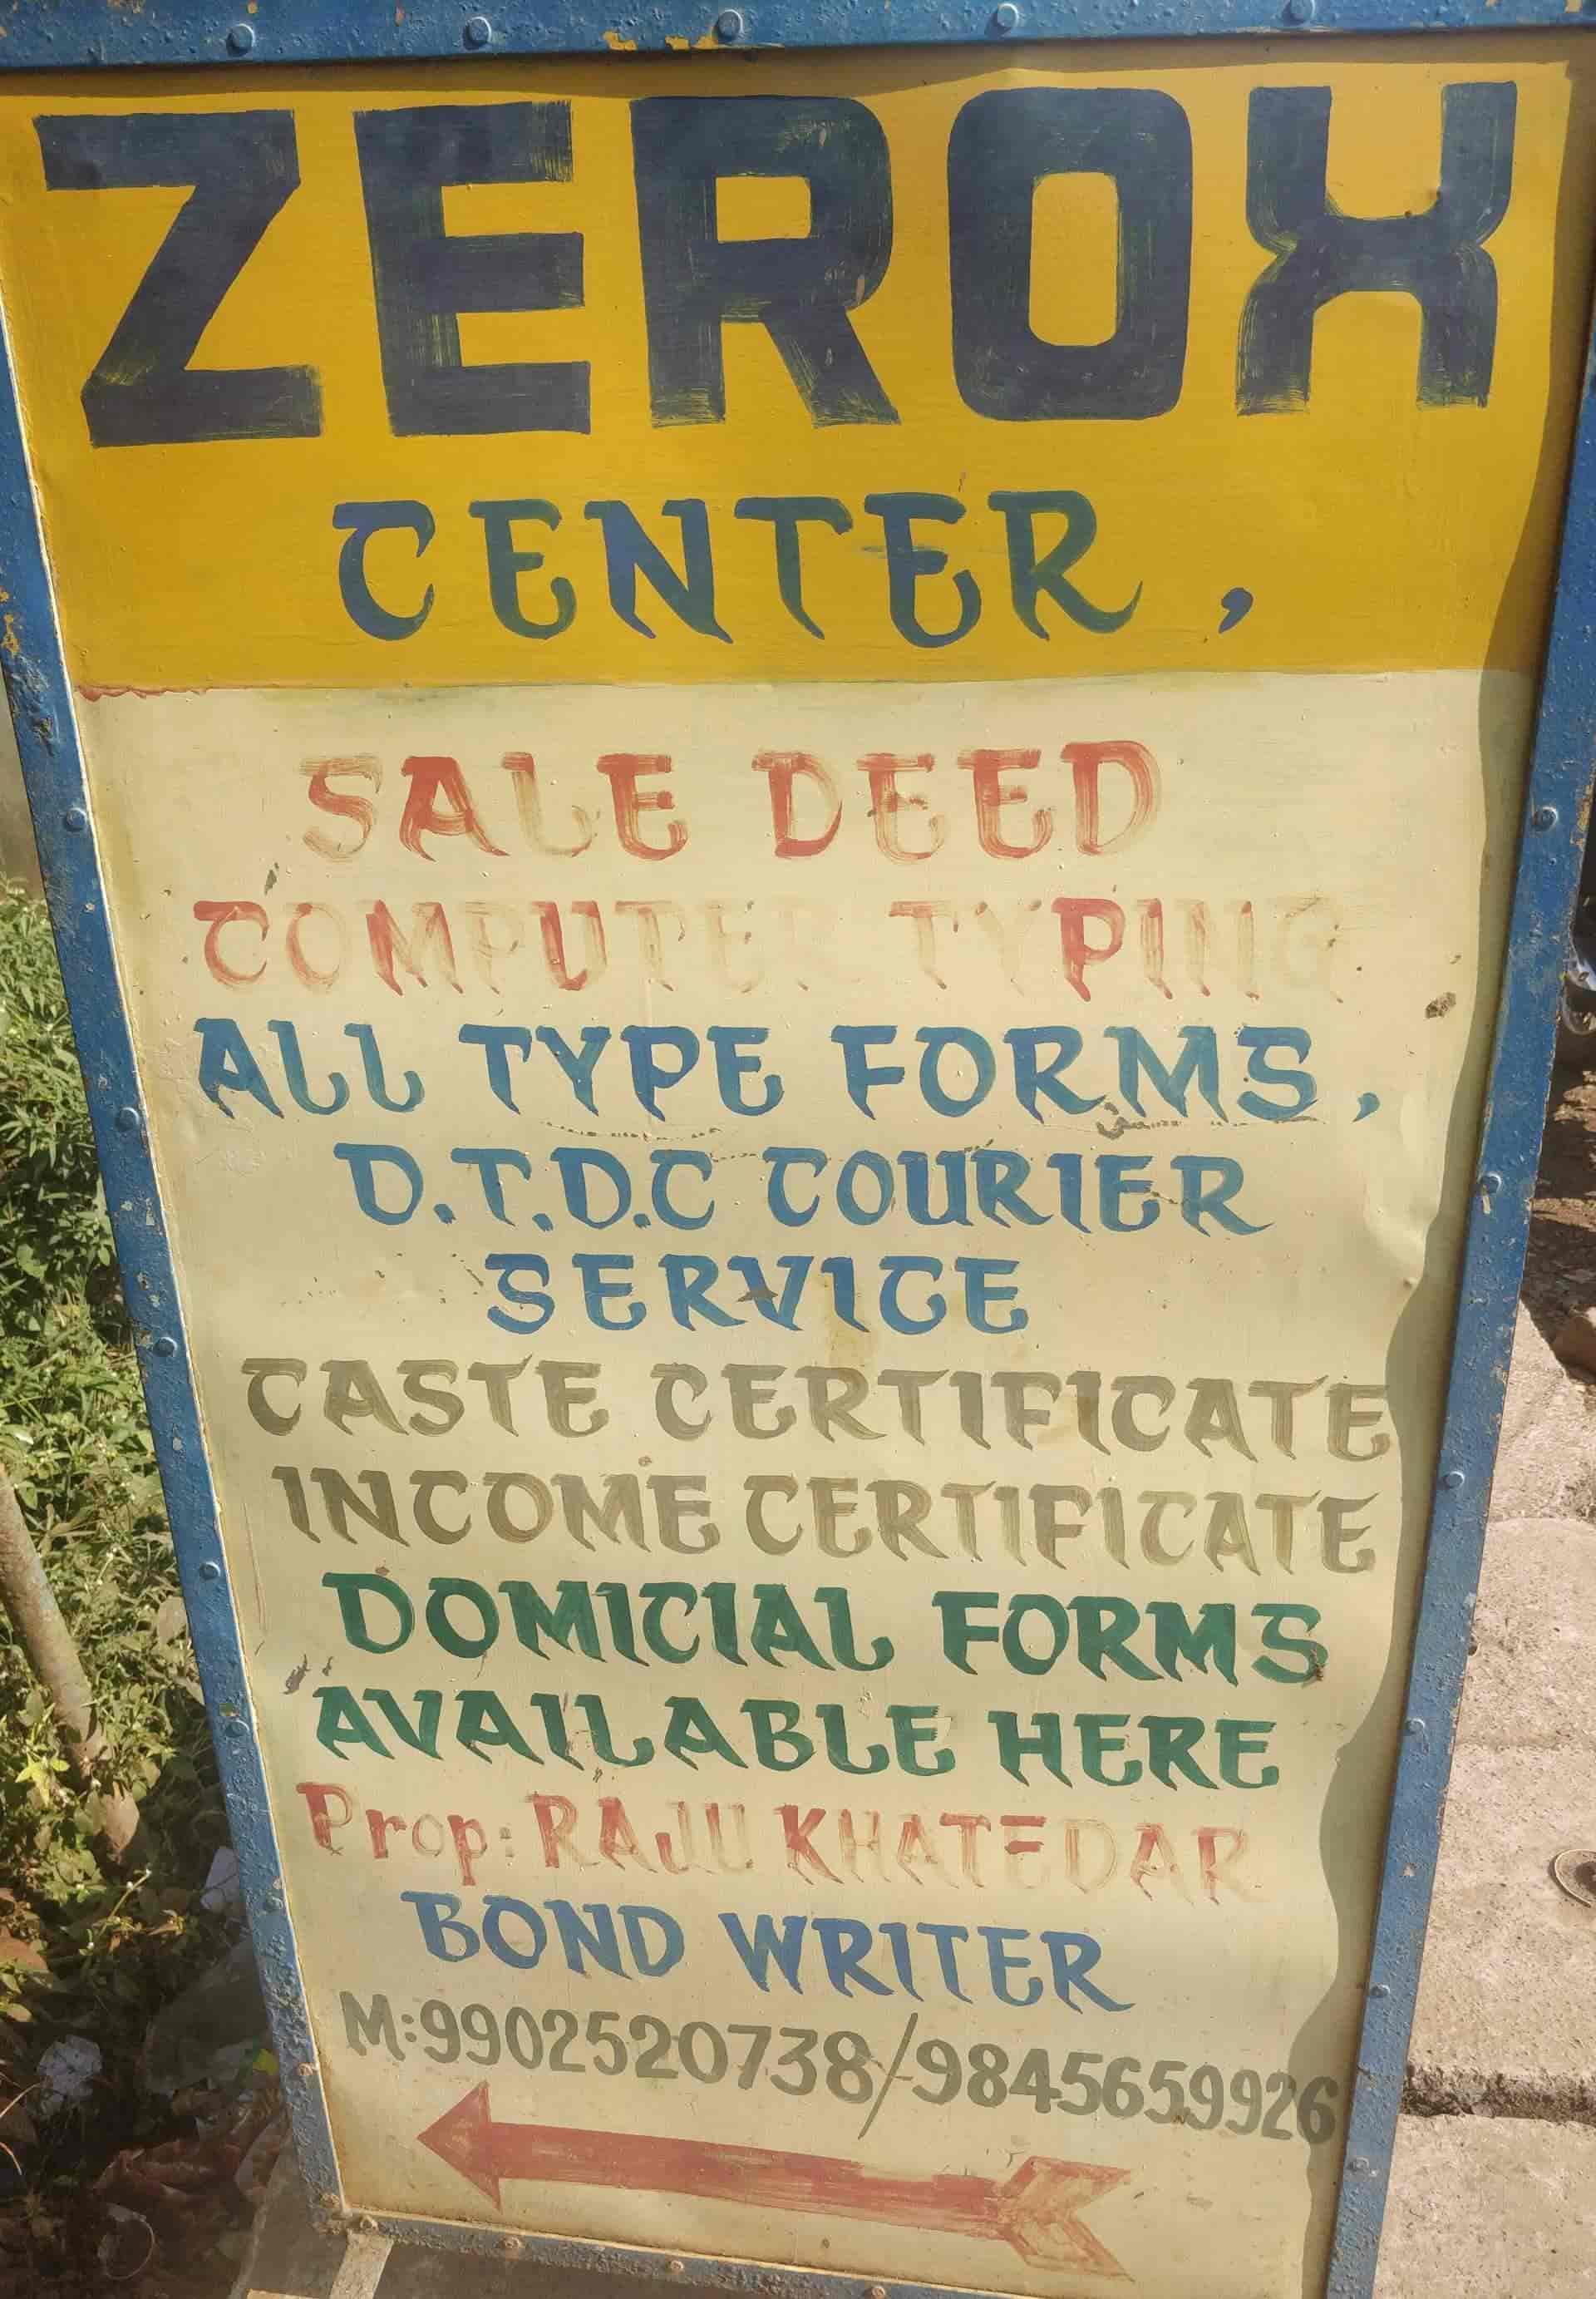 ZEROX
CENTER,
SALE DEED
COMPUTER TYPING
ALL TYPE FORMS,
D.T.D.C COURIER
SERVICE
CASTE CERTIFICATE
INCOME CERTIFICATE
DOMICIAL FORMS
AVAILABLE HERE
Prop: RAJU KHATEDAR
BOND WRITER
M:9902520738/9845659926